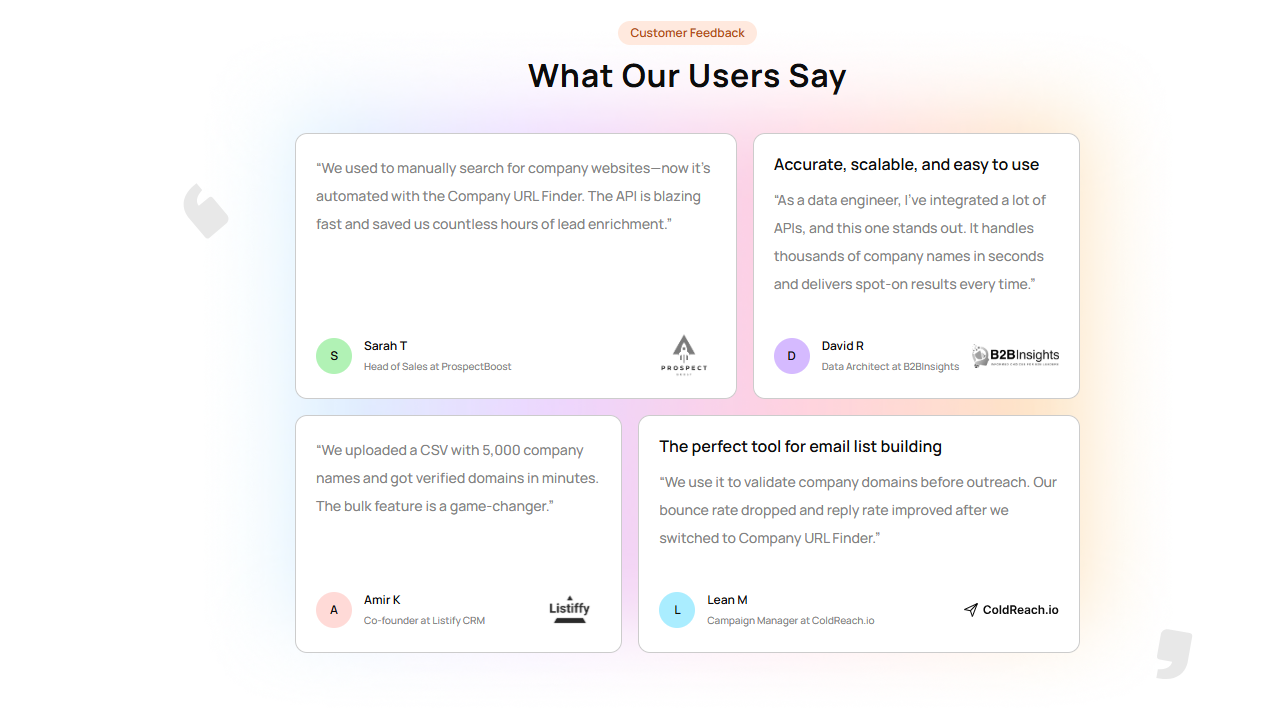 Customer Feedback
What Our Users Say
“We used to manually search for company websites—now it’s
automated with the Company URL Finder. The API is blazing
fast and saved us countless hours of lead enrichment.”
S
Sarah T
Head of Sales at ProspectBoost
PROSPECT
Accurate, scalable, and easy to use
“As a data engineer, I’ve integrated a lot of
APIs, and this one stands out. It handles
thousands of company names in seconds
and delivers spot-on results every time.”
D
David R
Data Architect at B2BInsights
B2BInsights
“We uploaded a CSV with 5,000 company
names and got verified domains in minutes.
The bulk feature is a game-changer.”
A
Amir K
Co-founder at Listify CRM
Listiffy
The perfect tool for email list building
“We use it to validate company domains before outreach. Our
bounce rate dropped and reply rate improved after we
switched to Company URL Finder.”
L
Lean M
Campaign Manager at ColdReach.io
ColdReach.io